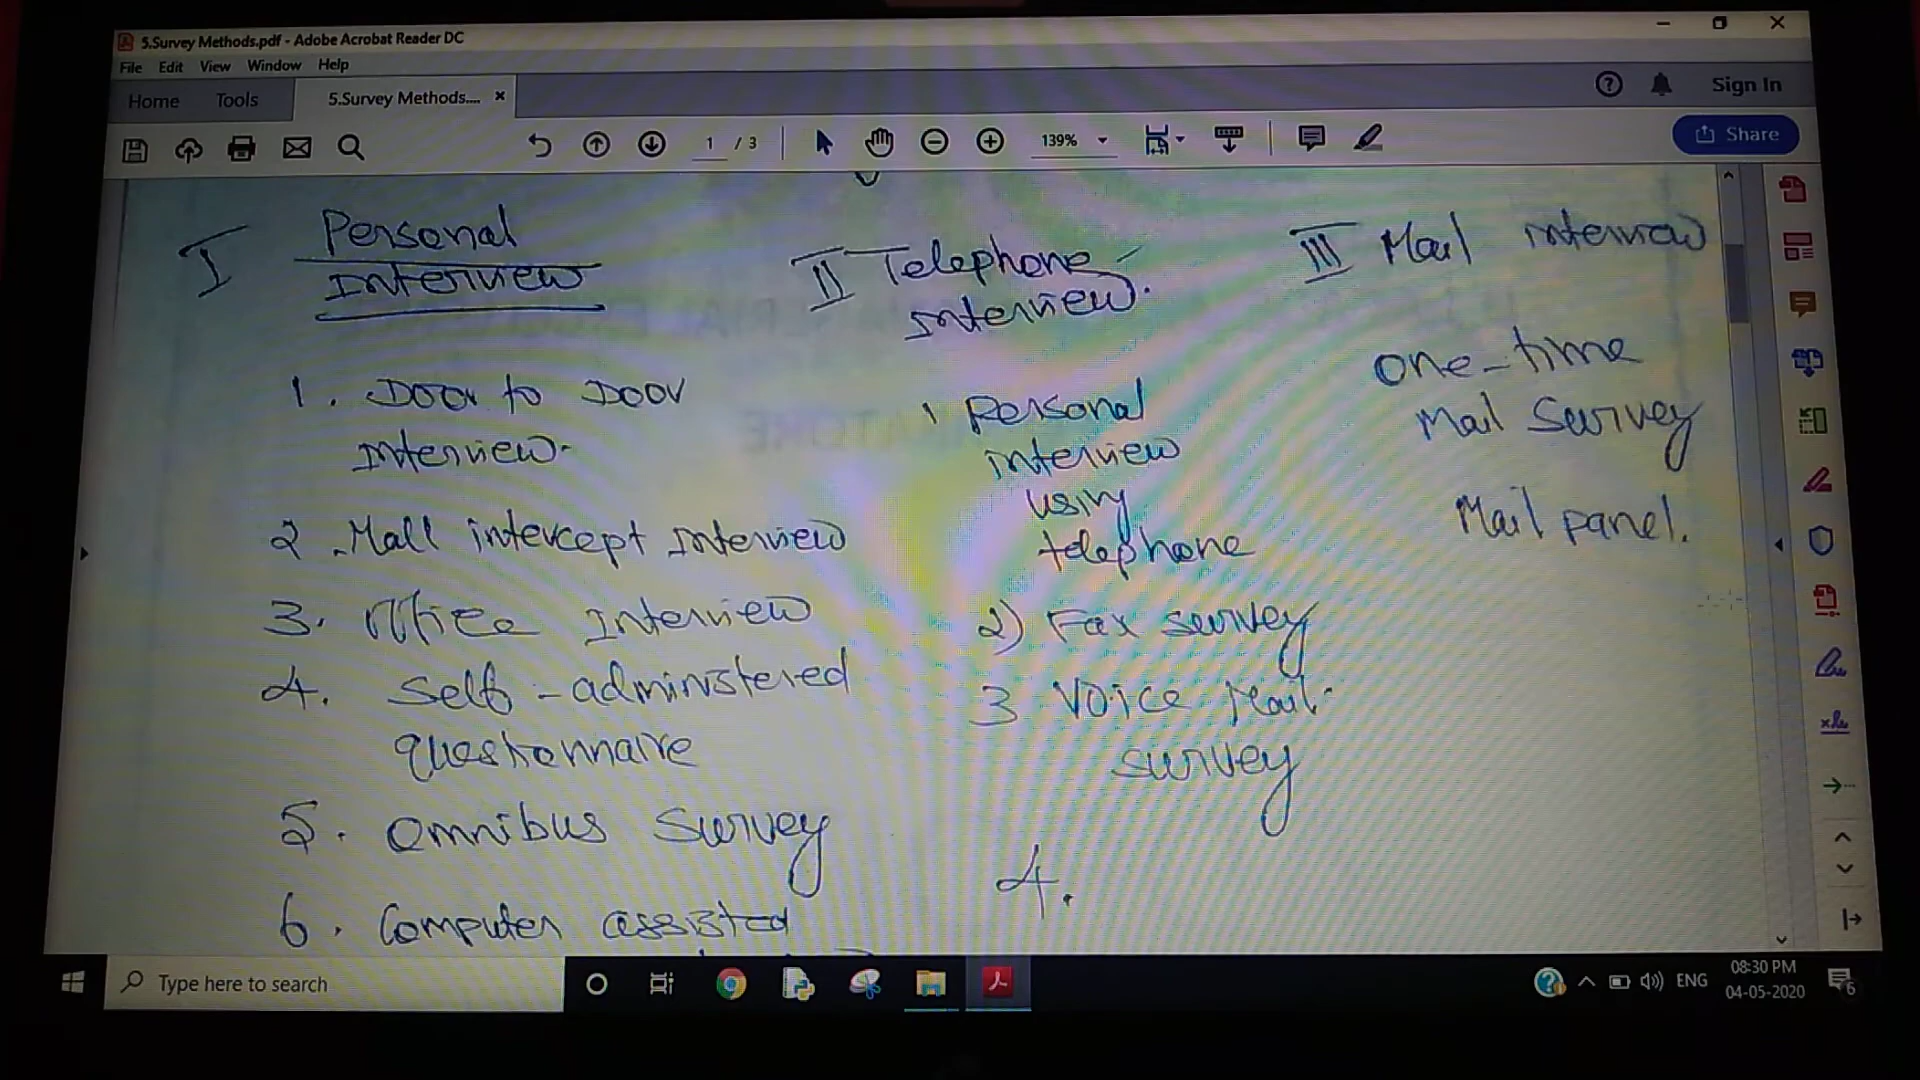 5.Survey Methods.pdf - Adobe Acrobat Reader DC
File Edit View Window Help
Home Tools 5.Survey Methods.... ×
Sign In
1 / 3 139% Share
I Personal
Interview
1. Door to Door
Interview.
2. Mall intercept Interview
3. Office Interview
4. Self-administered
questionnaire
5. Omnibus Survey
6. Computer assisted
II Telephone
interview.
1 Personal
interview
using
telephone
2) Fax survey
3 Voice Mail
survey
4.
III Mail interview
one-time
Mail Survey
Mail panel.
Type here to search
ENG
08:30 PM
04-05-2020
6